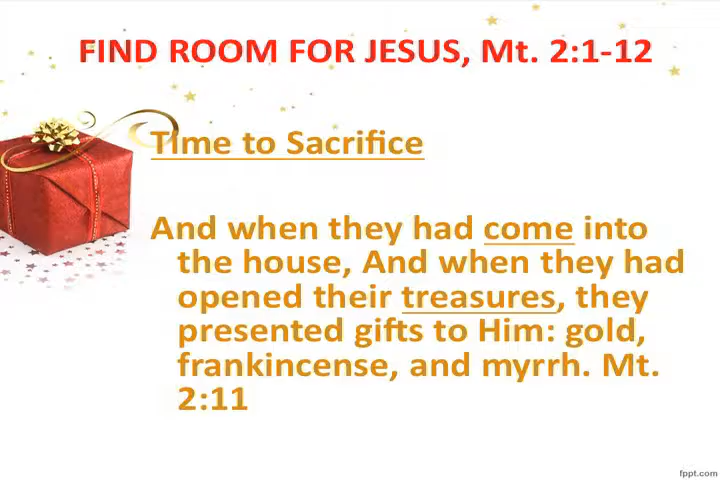 FIND ROOM FOR JESUS, Mt. 2:1-12
TIme to Sacrifice
And when they had come into
the house, And when they had
opened their treasures, they
presented gifts to Him: gold,
frankincense, and myrrh. Mt.
2:11
fppt.com